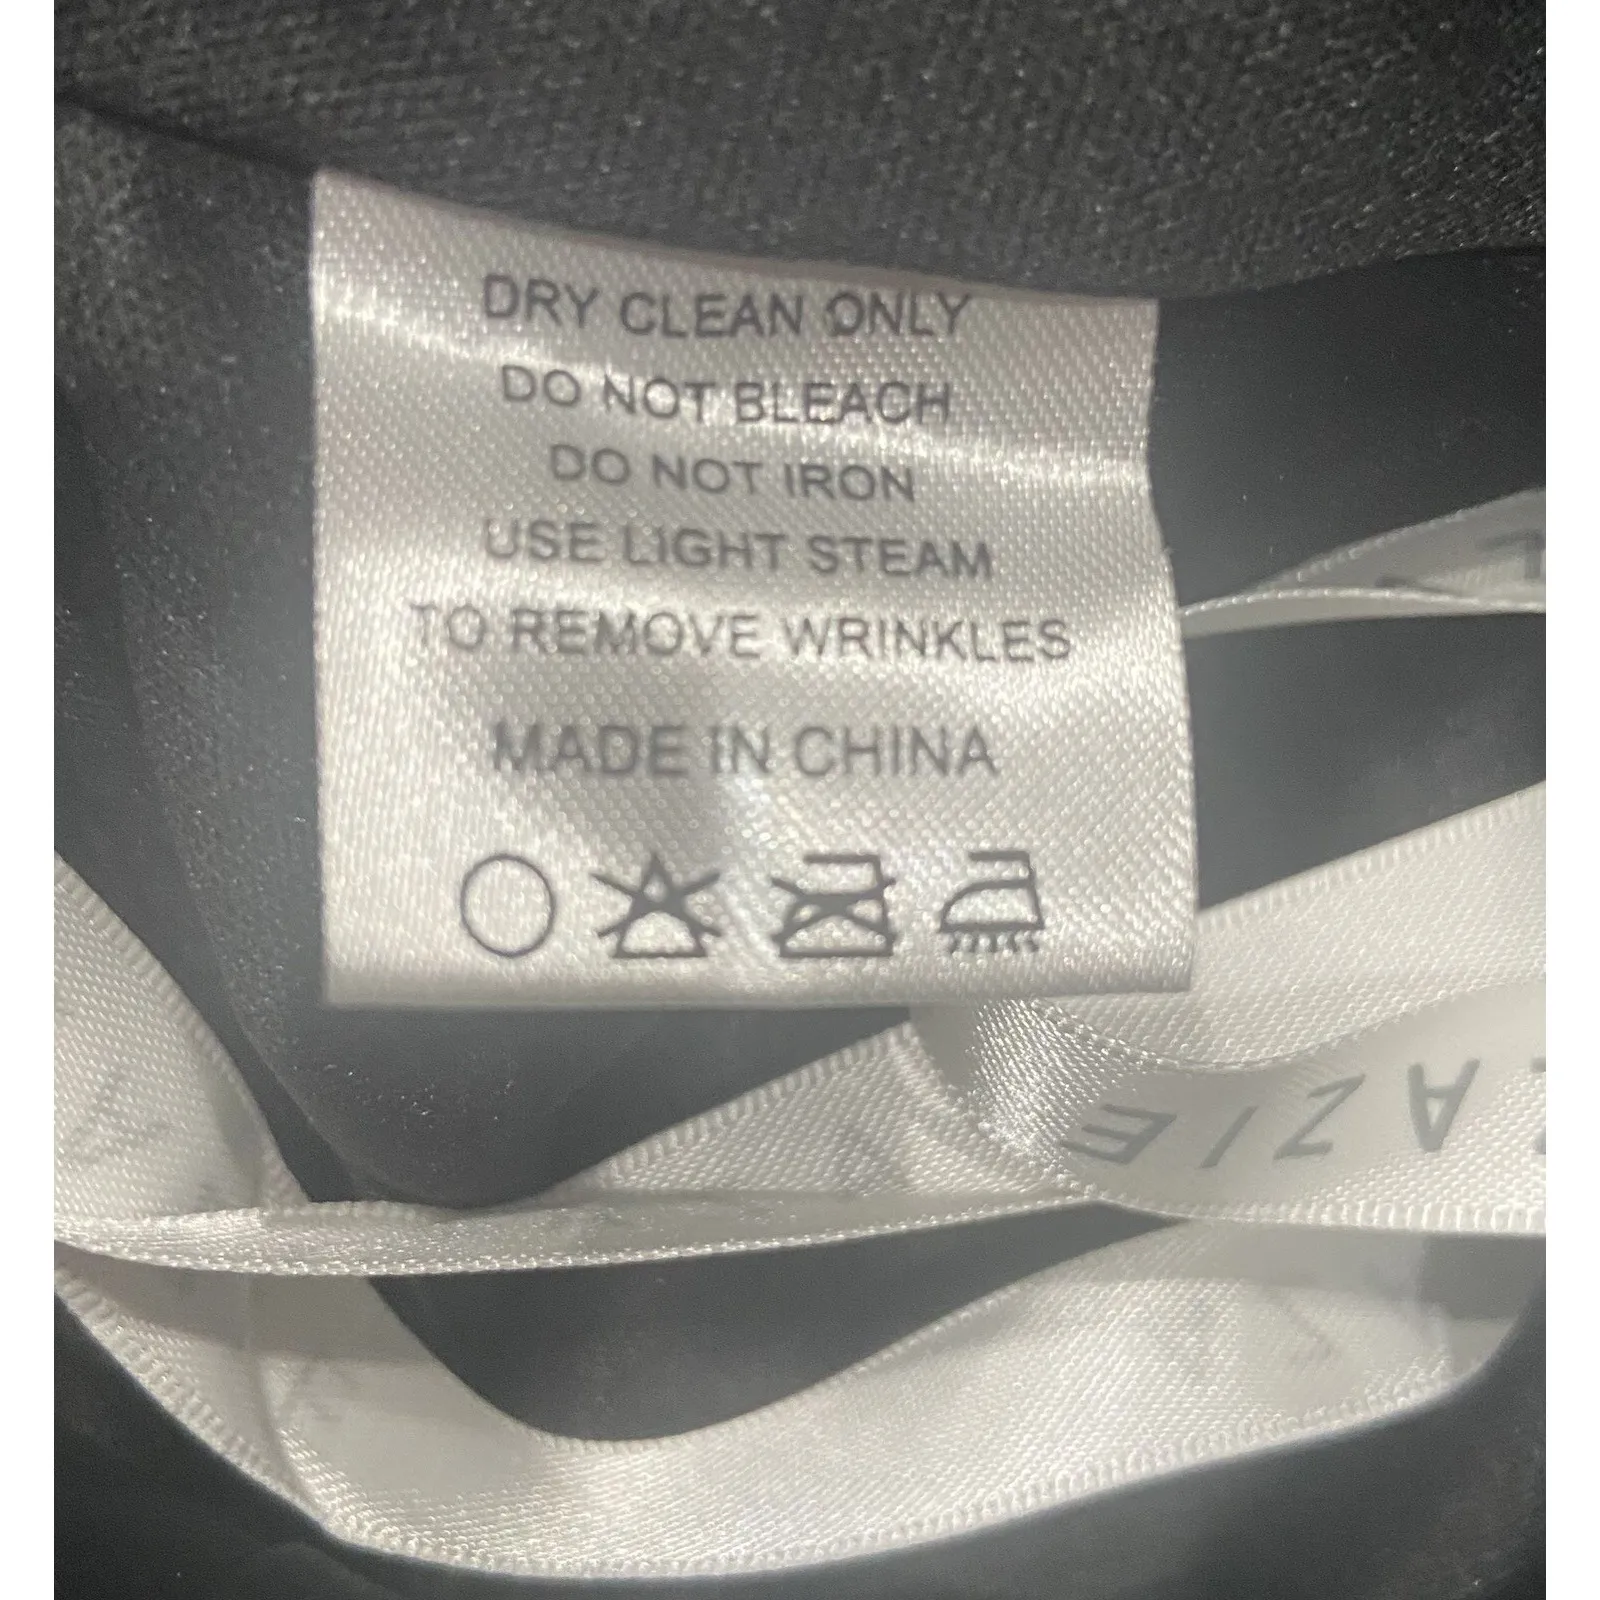 DRY CLEAN ONLY
DO NOT BLEACH
DO NOT IRON
USE LIGHT STEAM
TO REMOVE WRINKLES
MADE IN CHINA